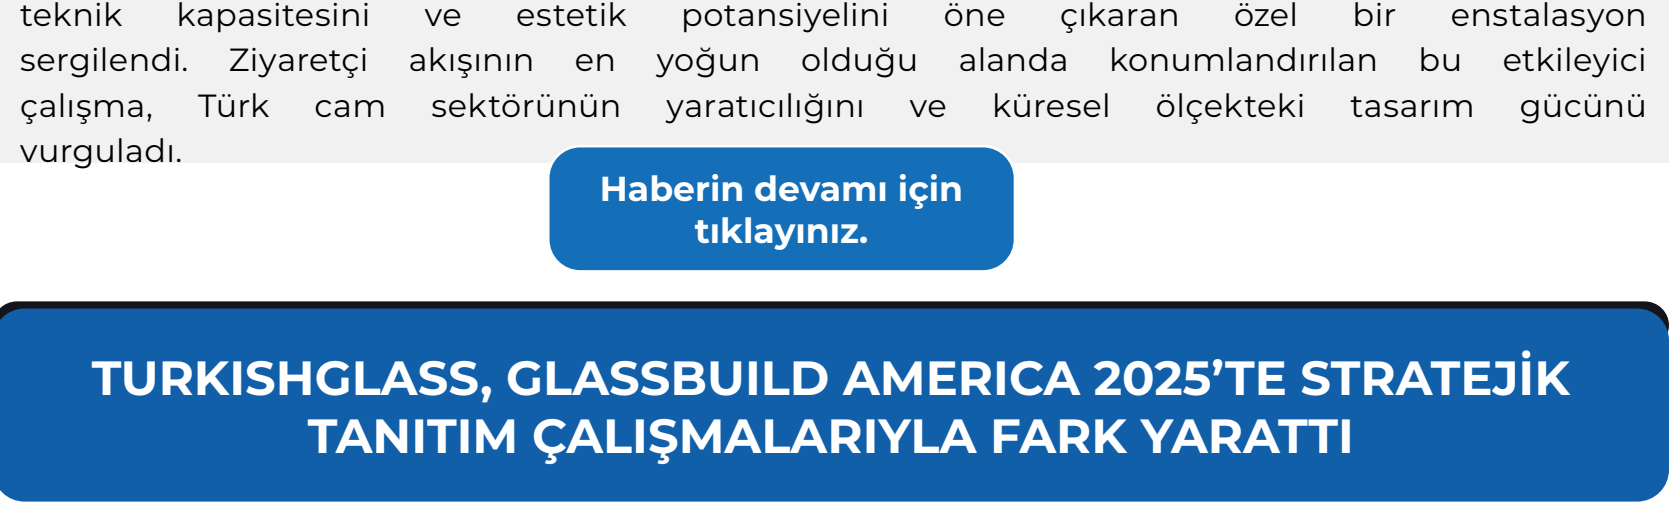 teknik kapasitesini ve estetik potansiyelini öne çıkaran özel bir enstalasyon
sergilendi. Ziyaretçi akışının en yoğun olduğu alanda konumlandırılan bu etkileyici
çalışma, Türk cam sektörünün yaratıcılığını ve küresel ölçekteki tasarım gücünü
vurguladı.
Haberin devamı için
tıklayınız.
TURKISHGLASS, GLASSBUILD AMERICA 2025’TE STRATEJİK
TANITIM ÇALIŞMALARIYLA FARK YARATTI